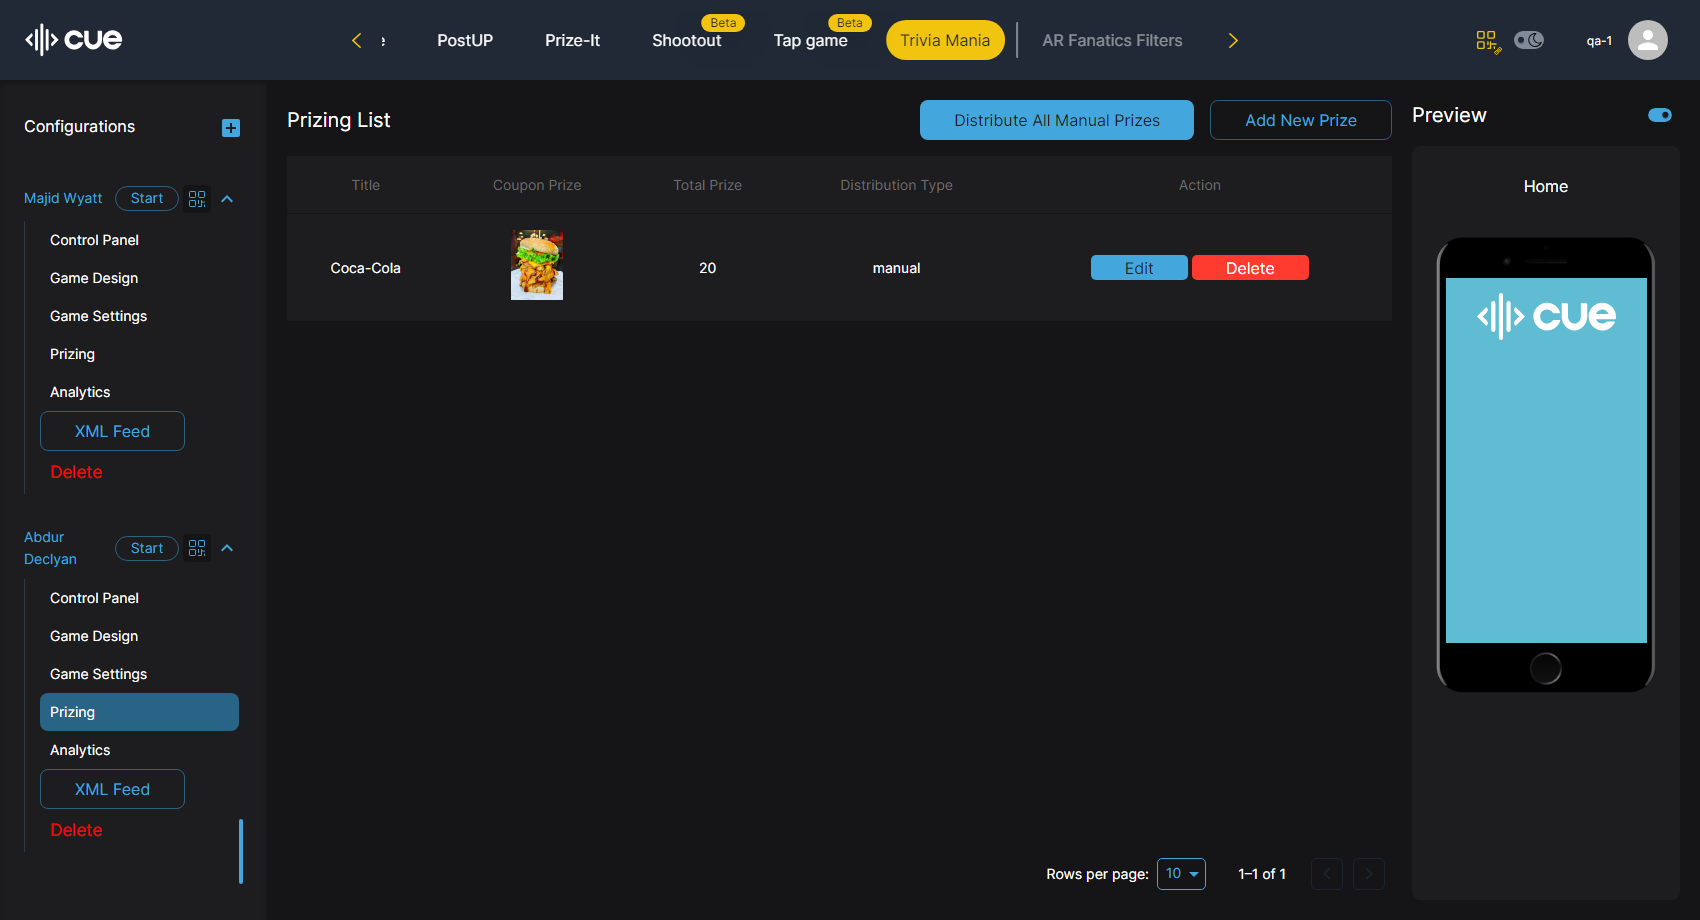 cue
PostUP
Prize-It
Shootout
Beta
Tap game
Beta
Trivia Mania
AR Fanatics Filters
qa-1
Configurations
Majid Wyatt
Start
Control Panel
Game Design
Game Settings
Prizing
Analytics
XML Feed
Delete
Abdur
Declyan
Start
Control Panel
Game Design
Game Settings
Prizing
Analytics
XML Feed
Delete
Prizing List
Distribute All Manual Prizes
Add New Prize
Title Coupon Prize Total Prize Distribution Type Action
Coca-Cola 20 manual Edit Delete
Rows per page: 10 1–1 of 1
Preview
Home
cue